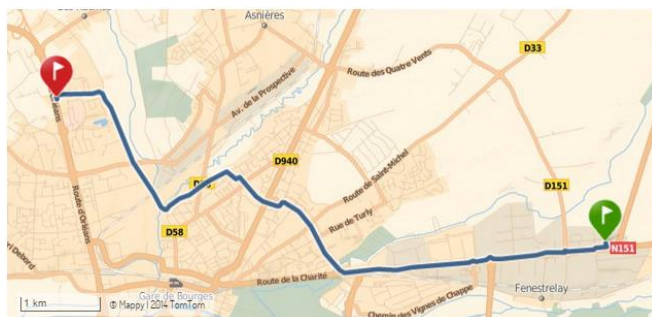 Asnières
D33
Route des Quatre Vents
Av. de la Prospective
Orléans
D940
Route de Saint-Michel
D151
Route d'Orléans
Rue de Turly
D58
N151
Route de la Charité
Gare de Bourges
Fenestrelay
Chemin des Vignes de Chappe
1 km
© Mappy | 2014 TomTom